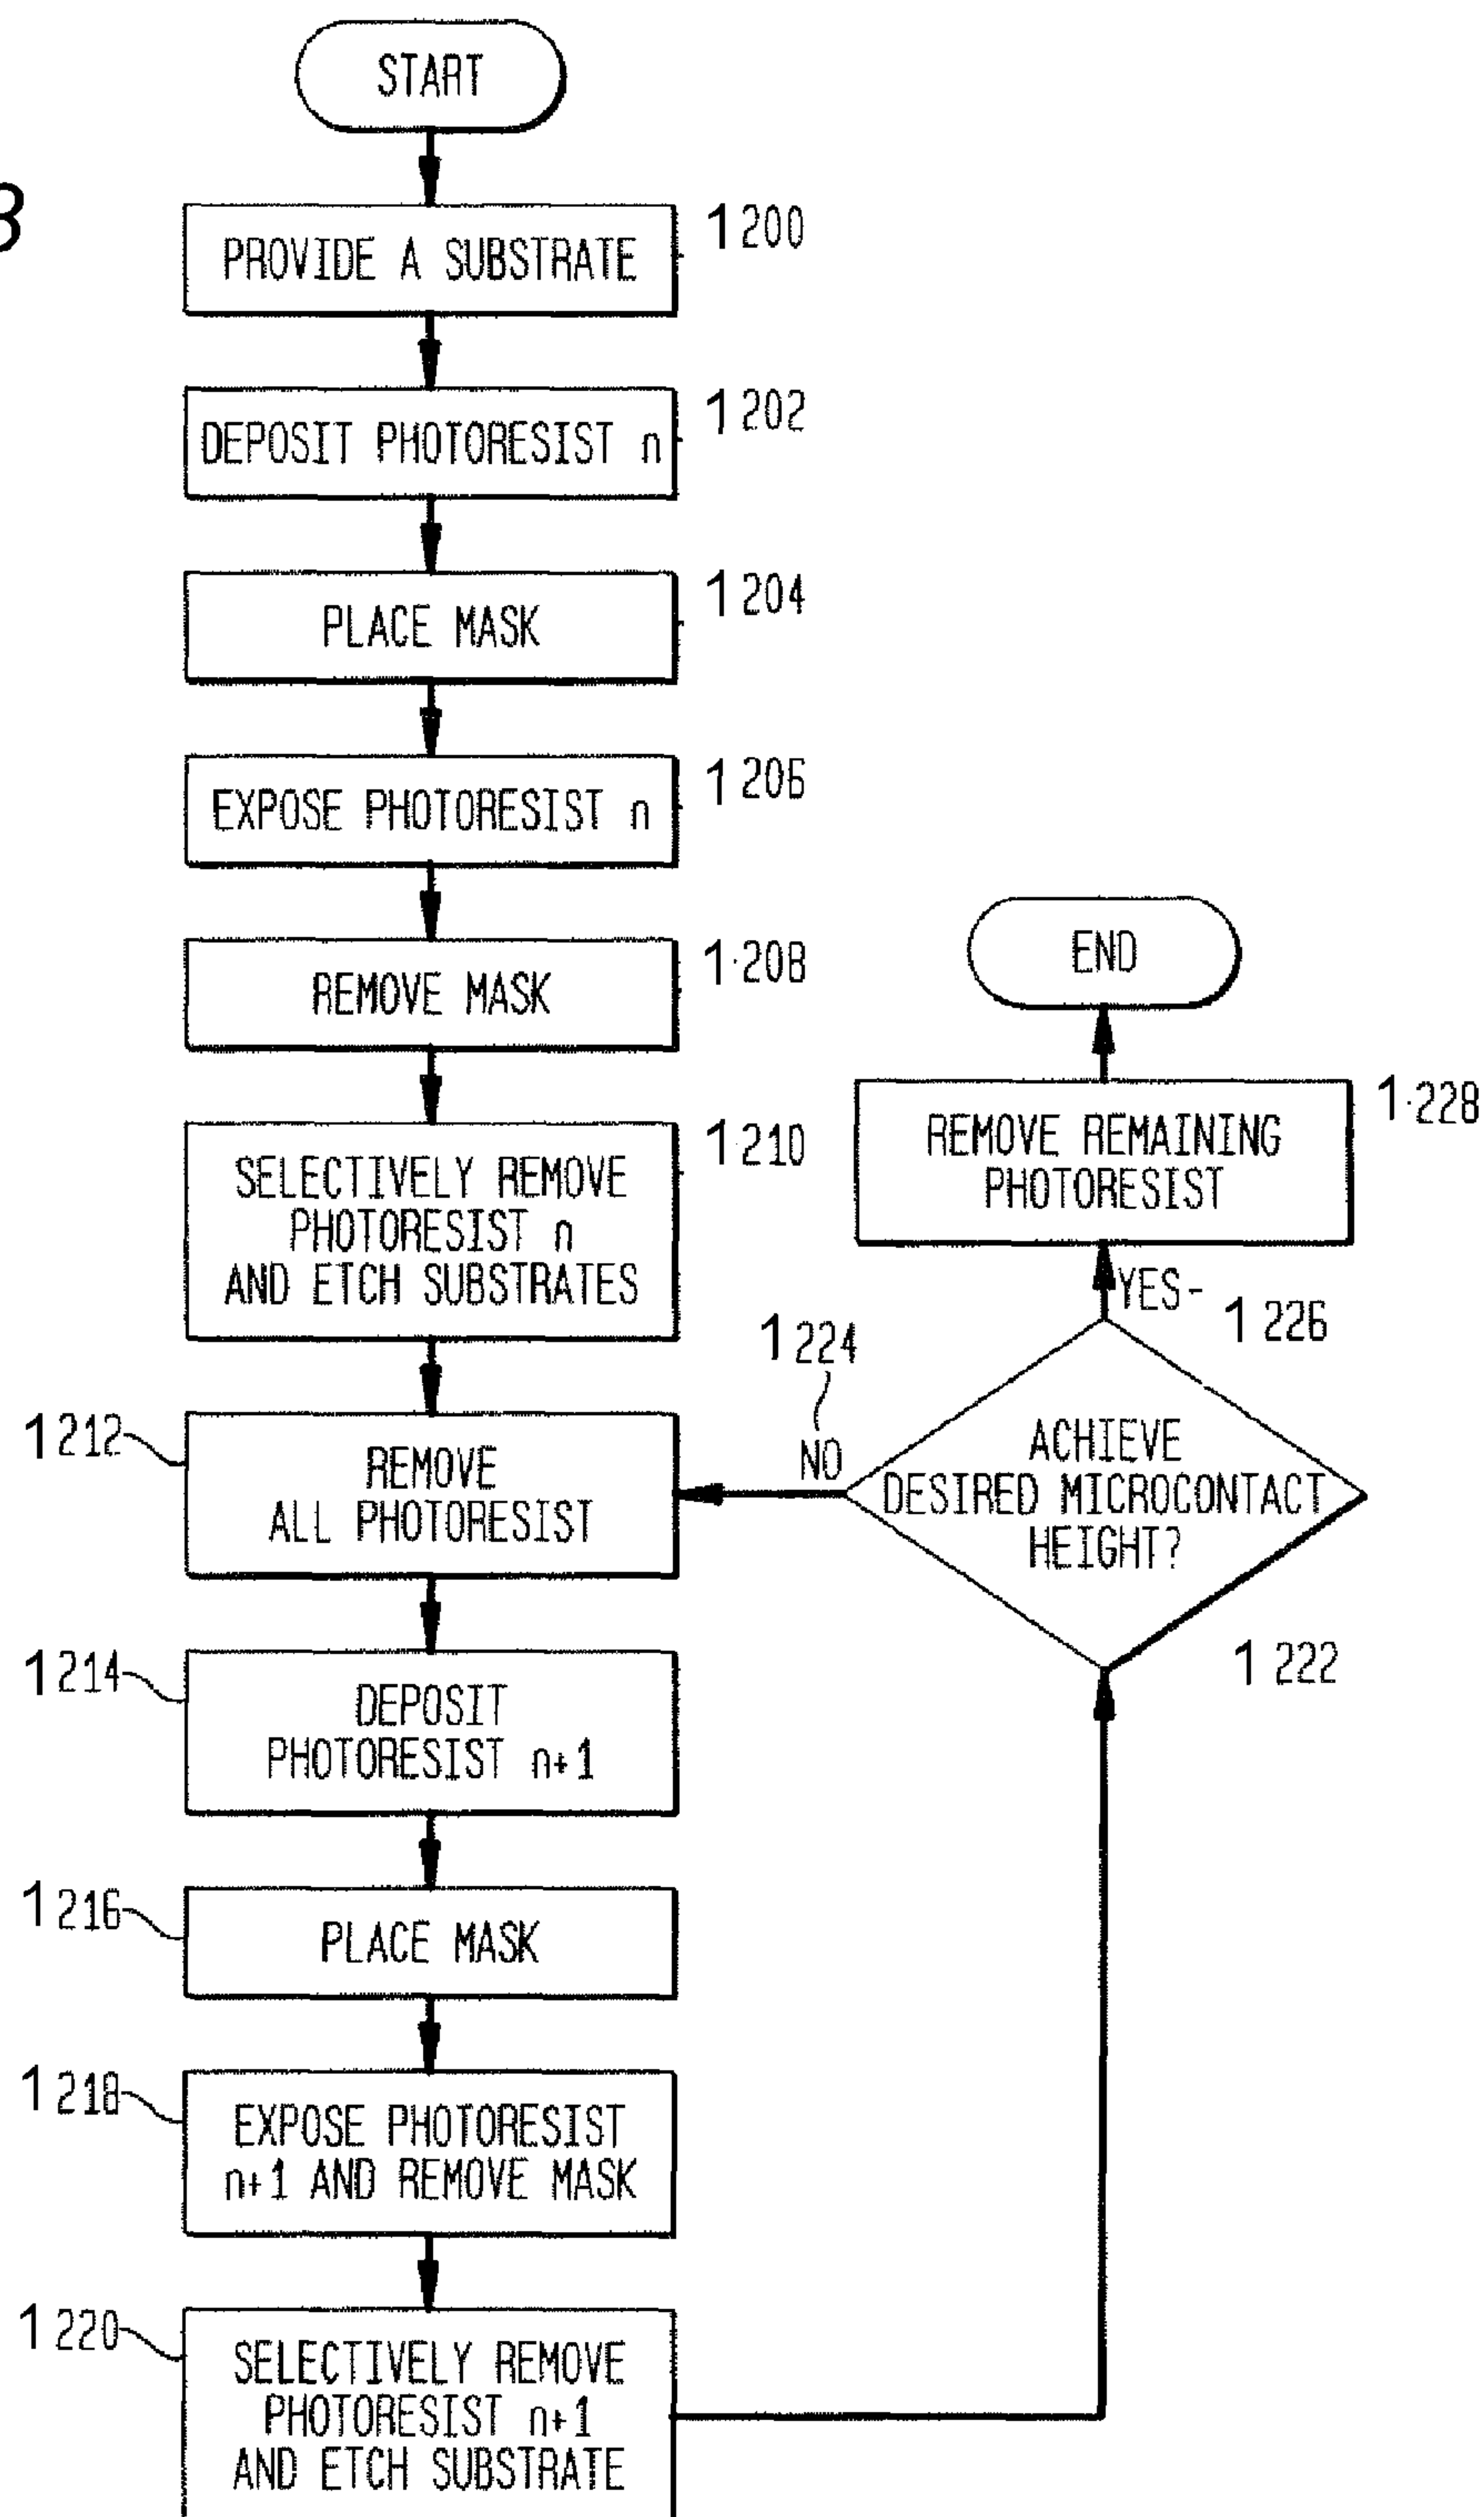 3
START
PROVIDE A SUBSTRATE
1200
DEPOSIT PHOTORESIST n
1202
PLACE MASK
1204
EXPOSE PHOTORESIST n
1206
REMOVE MASK
1208
SELECTIVELY REMOVE
PHOTORESIST n
AND ETCH SUBSTRATES
1210
1212
REMOVE
ALL PHOTORESIST
1214
DEPOSIT
PHOTORESIST n+1
1216
PLACE MASK
1218
EXPOSE PHOTORESIST
n+1 AND REMOVE MASK
1220
SELECTIVELY REMOVE
PHOTORESIST n+1
AND ETCH SUBSTRATE
ACHIEVE
DESIRED MICROCONTACT
HEIGHT?
1222
NO
1224
YES-
1226
REMOVE REMAINING
PHOTORESIST
1228
END